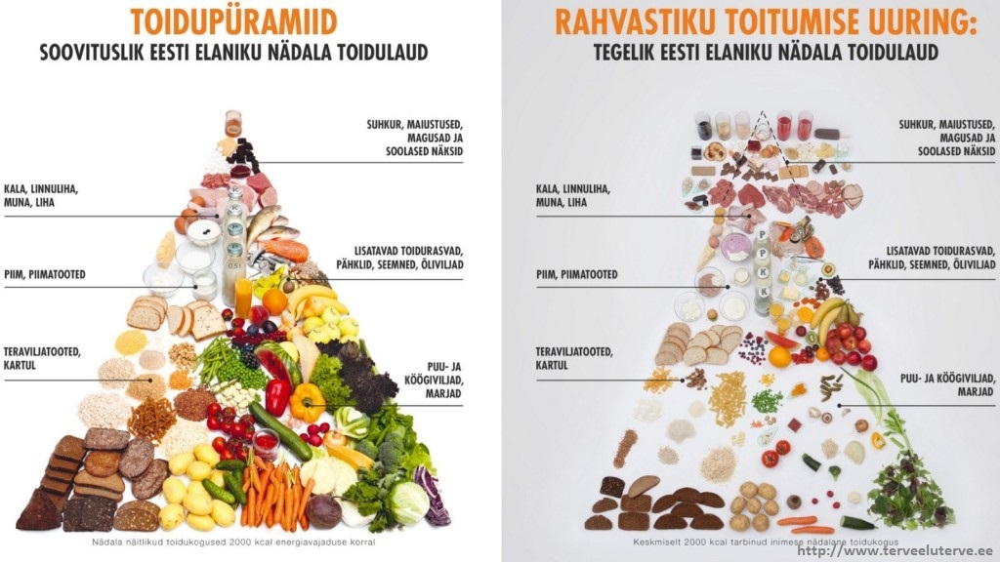 TOIDUPÜRAMIID
SOOVITUSLIK EESTI ELANIKU NÄDALA TOIDULAUD
SUHKUR, MAIUSTUSED,
MAGUSAD JA
SOOLASED NÄKSID
KALA, LINNULIHA,
MUNA, LIHA
LISATAVAD TOIDURASVAD,
PÄHKLID, SEEMNED, ÕLIVILJAD
PIIM, PIIMATOOTED
TERAVILJATOOTED,
KARTUL
PUU- JA
KÖÖGIVILJAD,
MARJAD
K
K
0,5 l
Nädala näitlikud toidukogused 2000 kcal energiavajaduse korral
RAHVASTIKU TOITUMISE UURING:
TEGELIK EESTI ELANIKU NÄDALA TOIDULAUD
SUHKUR, MAIUSTUSED,
MAGUSAD JA
SOOLASED NÄKSID
KALA, LINNULIHA,
MUNA, LIHA
LISATAVAD TOIDURASVAD,
PÄHKLID, SEEMNED, ÕLIVILJAD
PIIM, PIIMATOOTED
TERAVILJATOOTED,
KARTUL
PUU- JA KÖÖGIVILJAD,
MARJAD
P
P P
K K
K
Keskmiselt 2000 kcal tarbinud inimese nädalane toidukogus
http://www.terveeluterve.ee